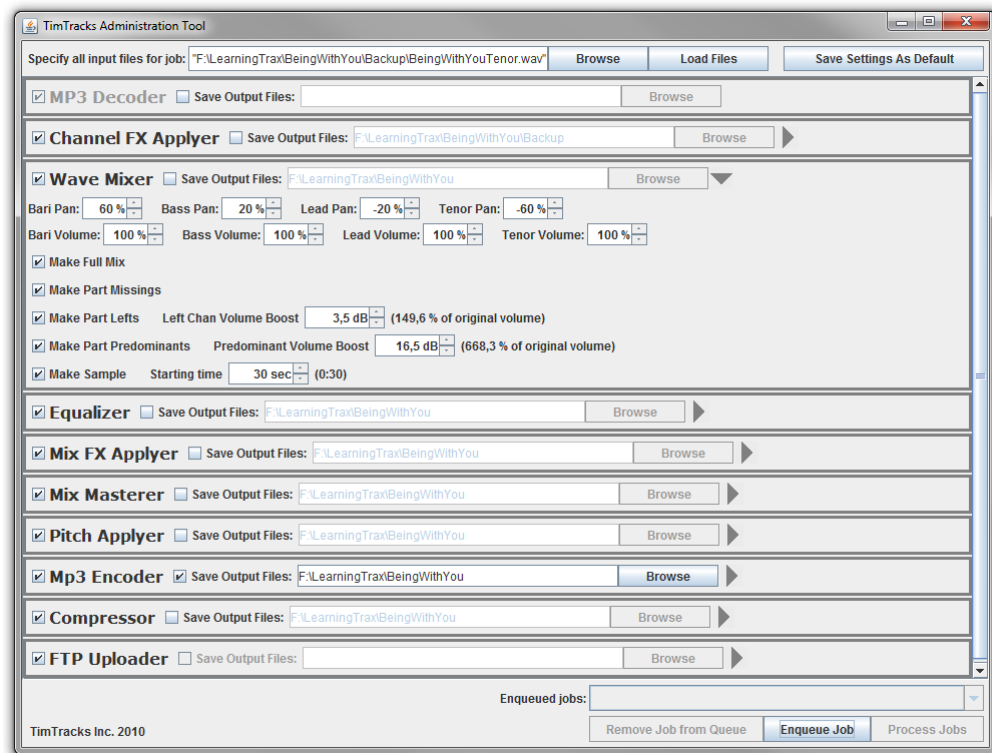 TimTracks Administration Tool
Specify all input files for job: "F:\LearningTrax\BeingWithYou\Backup\BeingWithYouTenor.wav" Browse Load Files Save Settings As Default
MP3 Decoder Save Output Files: Browse
Channel FX Applyer Save Output Files: F:\LearningTrax\BeingWithYou\Backup Browse
Wave Mixer Save Output Files: F:\LearningTrax\BeingWithYou Browse
Bari Pan: 60 % Bass Pan: 20 % Lead Pan: -20 % Tenor Pan: -60 %
Bari Volume: 100 % Bass Volume: 100 % Lead Volume: 100 % Tenor Volume: 100 %
Make Full Mix
Make Part Missings
Make Part Lefts Left Chan Volume Boost 3,5 dB (149,6 % of original volume)
Make Part Predominants Predominant Volume Boost 16,5 dB (668,3 % of original volume)
Make Sample Starting time 30 sec (0:30)
Equalizer Save Output Files: F:\LearningTrax\BeingWithYou Browse
Mix FX Applyer Save Output Files: F:\LearningTrax\BeingWithYou Browse
Mix Masterer Save Output Files: F:\LearningTrax\BeingWithYou Browse
Pitch Applyer Save Output Files: F:\LearningTrax\BeingWithYou Browse
Mp3 Encoder Save Output Files: F:\LearningTrax\BeingWithYou Browse
Compressor Save Output Files: F:\LearningTrax\BeingWithYou Browse
FTP Uploader Save Output Files: Browse
Enqueued jobs:
TimTracks Inc. 2010 Remove Job from Queue Enqueue Job Process Jobs